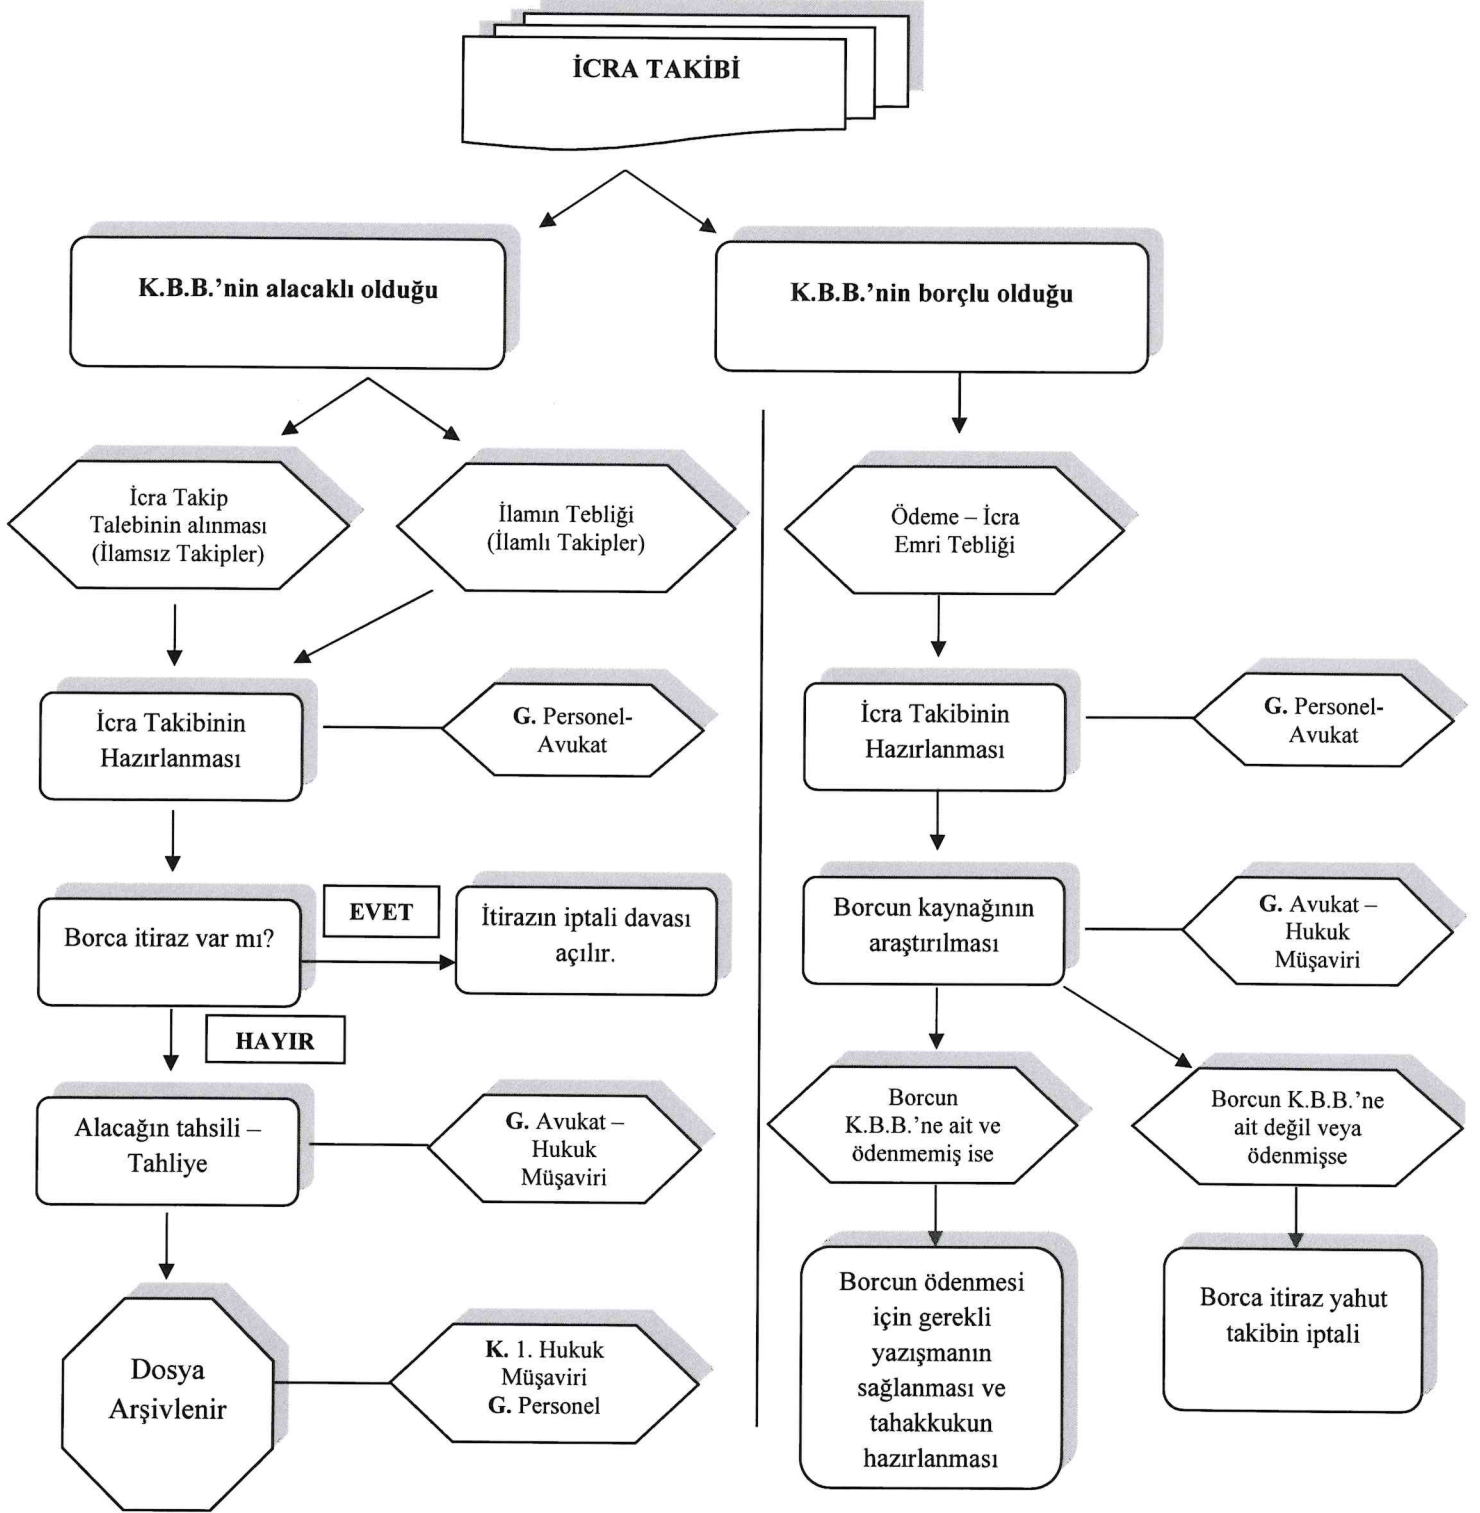 İCRA TAKİBİ
K.B.B.'nin alacaklı olduğu
K.B.B.'nin borçlu olduğu
İcra Takip
Talebinin alınması
(İlamsız Takipler)
İlamın Tebliği
(İlamlı Takipler)
Ödeme – İcra
Emri Tebliği
İcra Takibinin
Hazırlanması
G. Personel-
Avukat
İcra Takibinin
Hazırlanması
G. Personel-
Avukat
Borca itiraz var mı?
EVET
İtirazın iptali davası
açılır.
Borcun kaynağının
araştırılması
G. Avukat –
Hukuk
Müşaviri
HAYIR
Alacağın tahsili –
Tahliye
G. Avukat –
Hukuk
Müşaviri
Borcun
K.B.B.'ne ait ve
ödenmemiş ise
Borcun K.B.B.'ne
ait değil veya
ödenmişse
Dosya
Arşivlenir
K. 1. Hukuk
Müşaviri
G. Personel
Borcun ödenmesi
için gerekli
yazışmanın
sağlanması ve
tahakkukun
hazırlanması
Borca itiraz yahut
takibin iptali